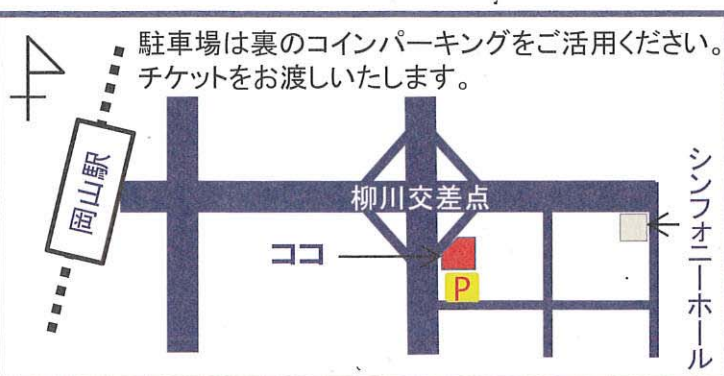 駐車場は裏のコインパーキングをご活用ください。
チケットをお渡しいたします。
岡山駅
柳川交差点
シンフォニーホール
ココ
P